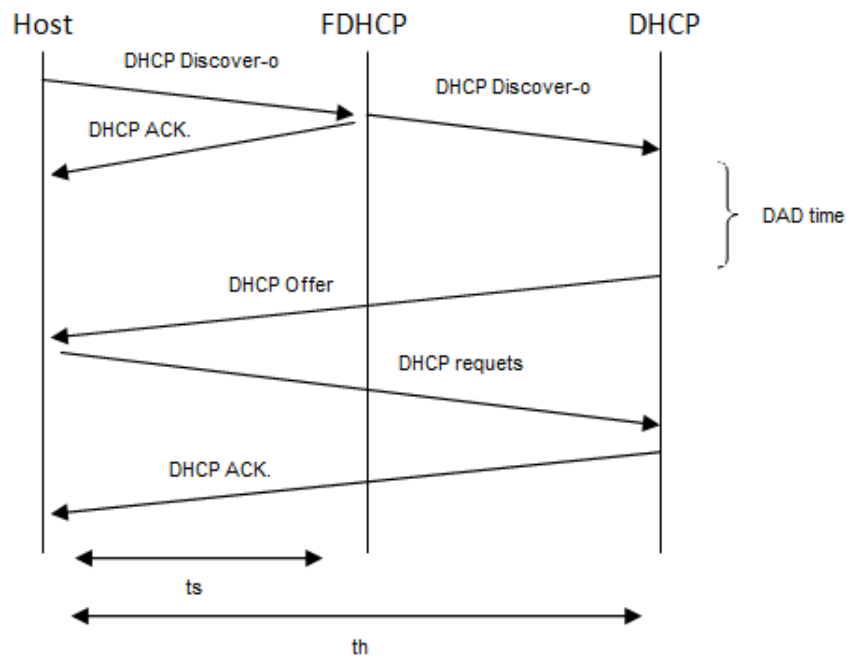 Host
FDHCP
DHCP
DHCP Discover-o
DHCP Discover-o
DHCP ACK.
DAD time
DHCP Offer
DHCP requets
DHCP ACK.
ts
th